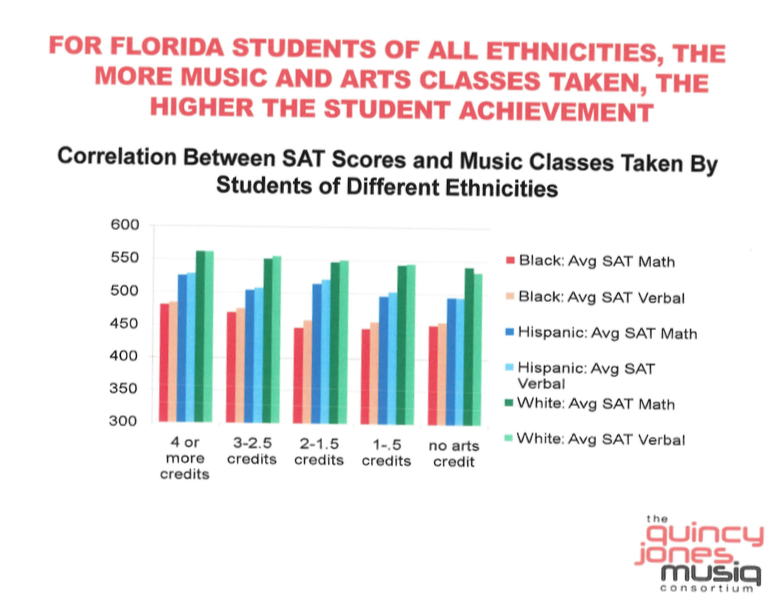 FOR FLORIDA STUDENTS OF ALL ETHNICITIES, THE
MORE MUSIC AND ARTS CLASSES TAKEN, THE
HIGHER THE STUDENT ACHIEVEMENT
Correlation Between SAT Scores and Music Classes Taken By
Students of Different Ethnicities
600
550
500
450
400
350
300
4 or
more
credits
3-2.5
credits
2-1.5
credits
1-.5
credits
no arts
credit
Black: Avg SAT Math
Black: Avg SAT Verbal
Hispanic: Avg SAT Math
Hispanic: Avg SAT
Verbal
White: Avg SAT Math
White: Avg SAT Verbal
the
quincy
jones
musiq
consortium